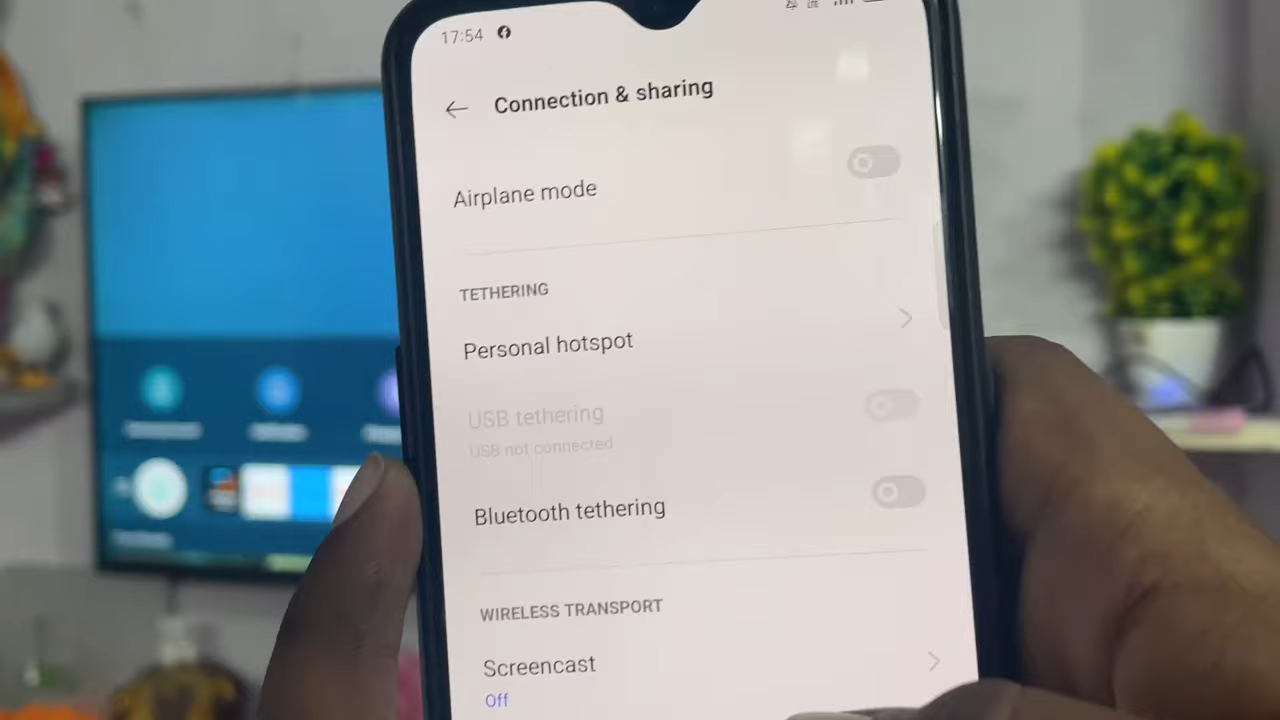 17:54
Connection & sharing
Airplane mode
TETHERING
Personal hotspot
USB tethering
USB not connected
Bluetooth tethering
WIRELESS TRANSPORT
Screencast
Off